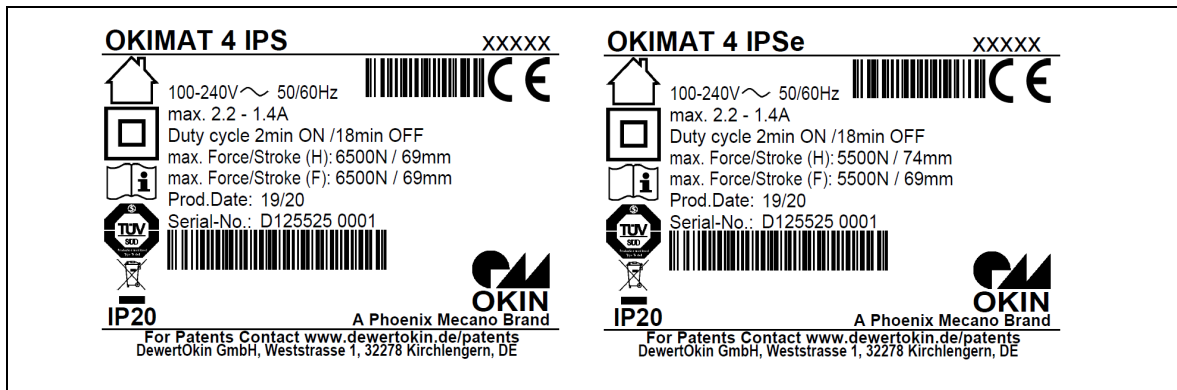 OKIMAT 4 IPS xxxxx
CE
100-240V 50/60Hz
max. 2.2 - 1.4A
Duty cycle 2min ON /18min OFF
max. Force/Stroke (H): 6500N / 69mm
max. Force/Stroke (F): 6500N / 69mm
Prod.Date: 19/20
Serial-No.: D125525 0001
TÜV
SÜD
OKIN
IP20
A Phoenix Mecano Brand
For Patents Contact www.dewertokin.de/patents
DewertOkin GmbH, Weststrasse 1, 32278 Kirchlengern, DE
OKIMAT 4 IPSe xxxxx
CE
100-240V 50/60Hz
max. 2.2 - 1.4A
Duty cycle 2min ON /18min OFF
max. Force/Stroke (H): 5500N / 74mm
max. Force/Stroke (F): 5500N / 69mm
Prod.Date: 19/20
Serial-No.: D125525 0001
TÜV
SÜD
OKIN
IP20
A Phoenix Mecano Brand
For Patents Contact www.dewertokin.de/patents
DewertOkin GmbH, Weststrasse 1, 32278 Kirchlengern, DE